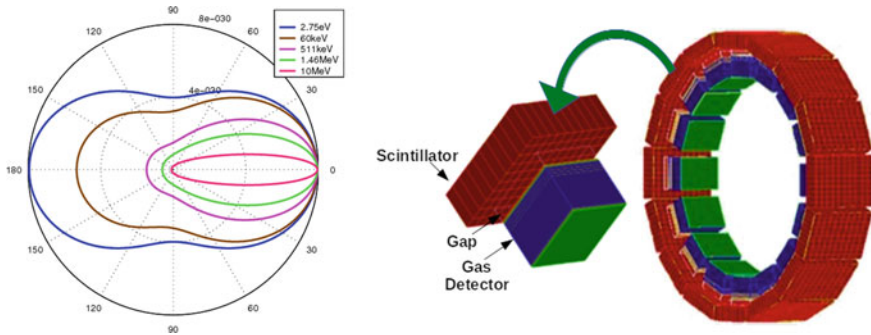 90
8e-030
120
60
4e-030
150
30
180
0
150
30
120
60
90
2.75eV
60keV
511keV
1.46MeV
10MeV
Scintillator
Gap
Gas
Detector